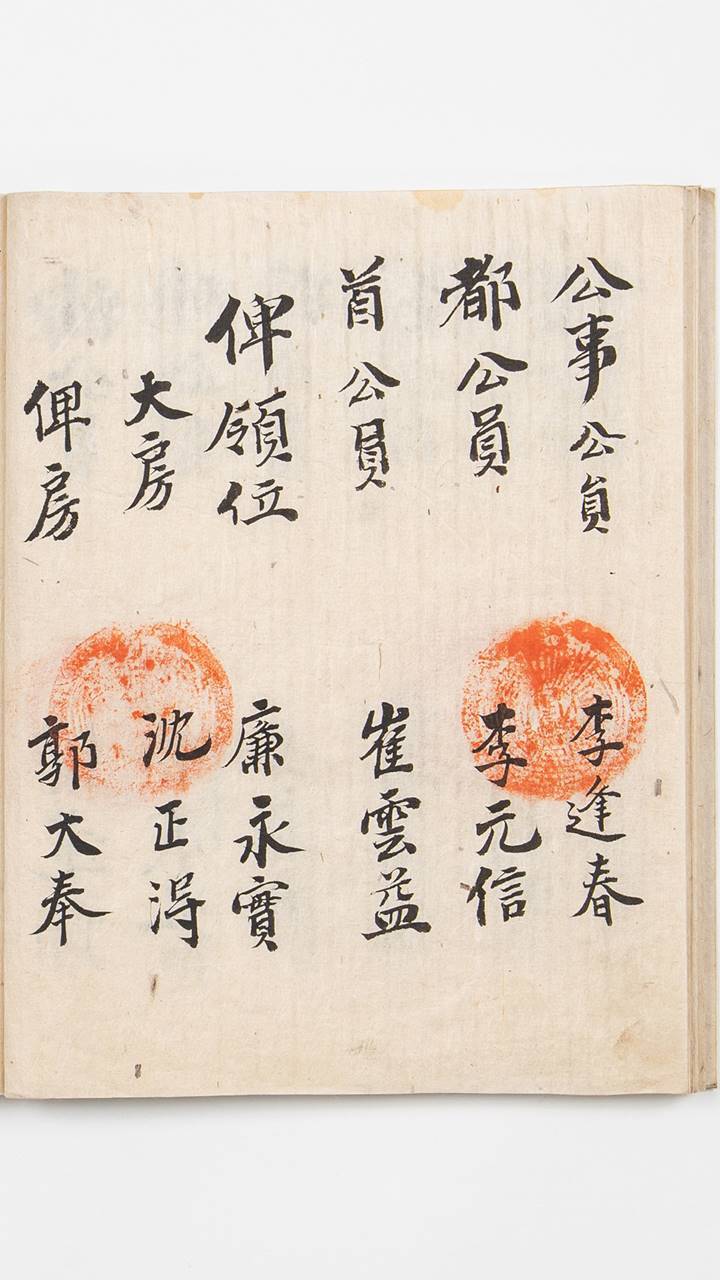 公事公員 李逢春
都公員 李元信
首公員 崔雲益
俾領位 廉永實
大房 沈正淂
俾房 郭大奉